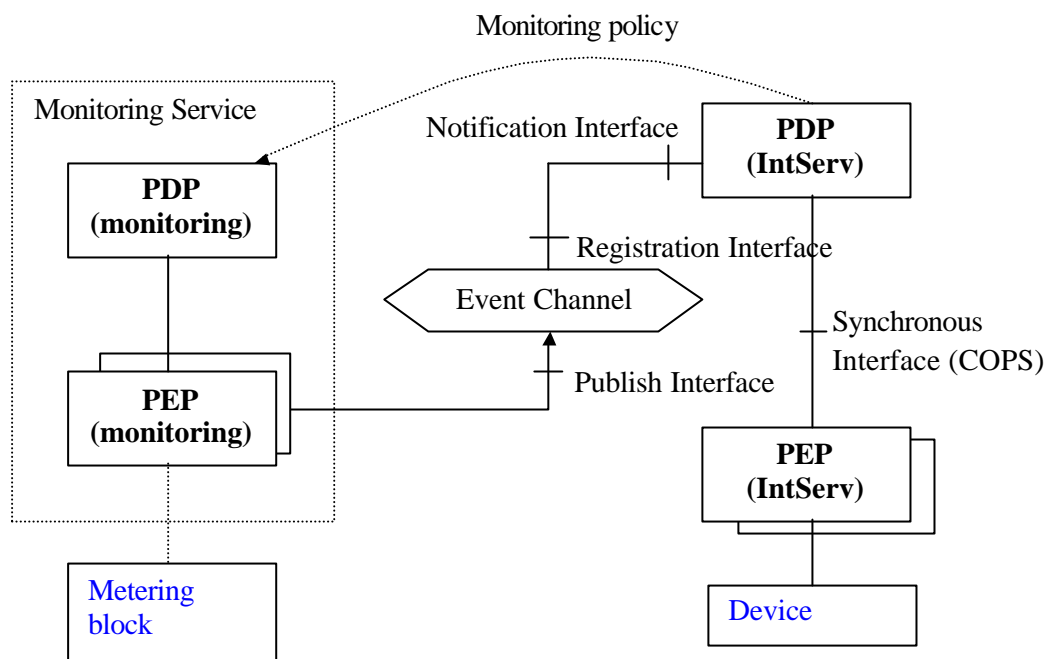 Monitoring policy
Monitoring Service
Notification Interface
PDP
(IntServ)
PDP
(monitoring)
Registration Interface
Event Channel
Synchronous
Interface (COPS)
Publish Interface
PEP
(monitoring)
PEP
(IntServ)
Metering
block
Device